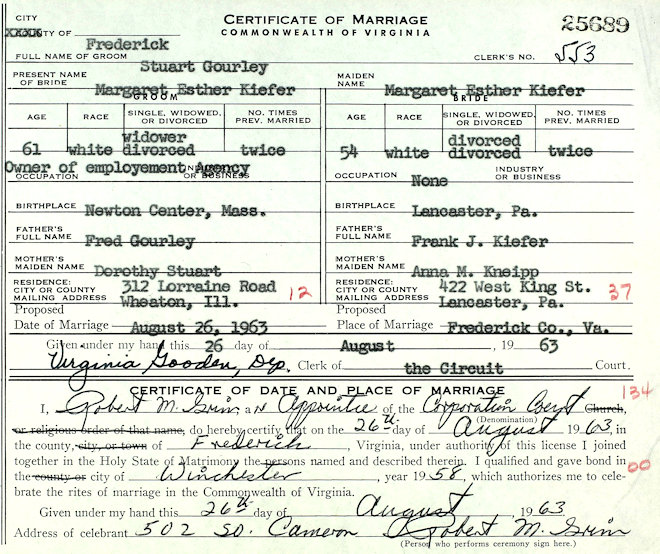 CITY
XXXXX COUNTY OF Frederick
CERTIFICATE OF MARRIAGE
COMMONWEALTH OF VIRGINIA
25689
FULL NAME OF GROOM Stuart Gourley
CLERK'S NO. 553
PRESENT NAME OF BRIDE Margaret Esther Kiefer
MAIDEN NAME Margaret Esther Kiefer
GROOM BRIDE
AGE RACE SINGLE, WIDOWED, OR DIVORCED NO. TIMES PREV. MARRIED AGE RACE SINGLE, WIDOWED, OR DIVORCED NO. TIMES PREV. MARRIED
widower divorced
61 white divorced twice 54 white divorced twice
Owner of employement Agency
OCCUPATION INDUSTRY OR BUSINESS OCCUPATION None INDUSTRY OR BUSINESS
BIRTHPLACE Newton Center, Mass. BIRTHPLACE Lancaster, Pa.
FATHER'S FULL NAME Fred Gourley FATHER'S FULL NAME Frank J. Kiefer
MOTHER'S MAIDEN NAME Dorothy Stuart MOTHER'S MAIDEN NAME Anna M. Kneipp
RESIDENCE: 312 Lorraine Road RESIDENCE: 422 West King St.
CITY OR COUNTY 12 CITY OR COUNTY 37
MAILING ADDRESS Wheaton, Ill. MAILING ADDRESS Lancaster, Pa.
Proposed Date of Marriage August 26, 1963 Proposed Place of Marriage Frederick Co., Va.
Given under my hand this 26 day of August, 1963
Virginia Gooden, Dep. Clerk of the Circuit Court.
CERTIFICATE OF DATE AND PLACE OF MARRIAGE
134
I, Robert M. Grim, an Appointie of the Corporation Court Church,
(Denomination)
or religious order of that name, do hereby certify that on the 26th day of August 1963, in
the county, city, or town of Frederick, Virginia, under authority of this license I joined
together in the Holy State of Matrimony the persons named and described therein. I qualified and gave bond in
00
the county or city of Winchester, year 1958, which authorizes me to cele-
brate the rites of marriage in the Commonwealth of Virginia.
Given under my hand this 26th day of August, 1963
Address of celebrant 502 So. Cameron Robert M. Grim
(Person who performs ceremony sign here.)